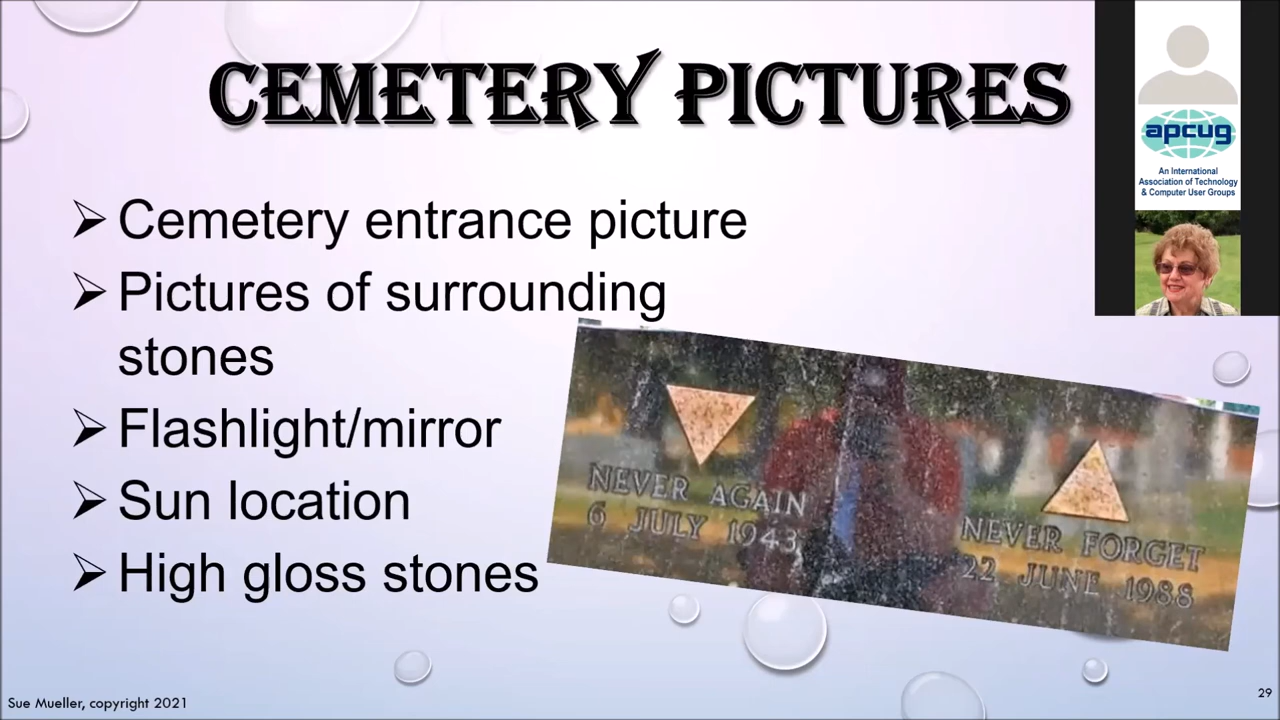 CEMETERY PICTURES
apcug
An International
Association of Technology
& Computer User Groups
Cemetery entrance picture
Pictures of surrounding
stones
Flashlight/mirror
Sun location
High gloss stones
NEVER AGAIN
6 JULY 1943
NEVER FORGET
22 JUNE 1988
Sue Mueller, copyright 2021
29